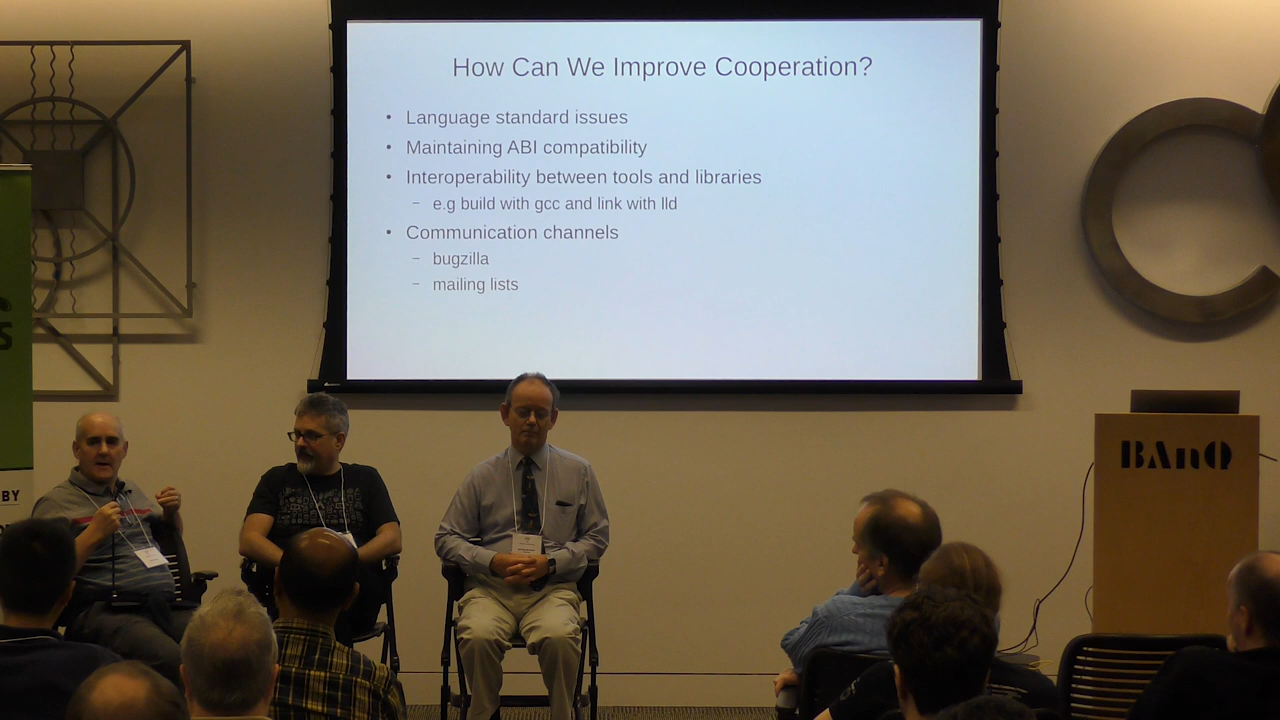 How Can We Improve Cooperation?
• Language standard issues
• Maintaining ABI compatibility
• Interoperability between tools and libraries
– e.g build with gcc and link with lld
• Communication channels
– bugzilla
– mailing lists
S
BY
BAnQ